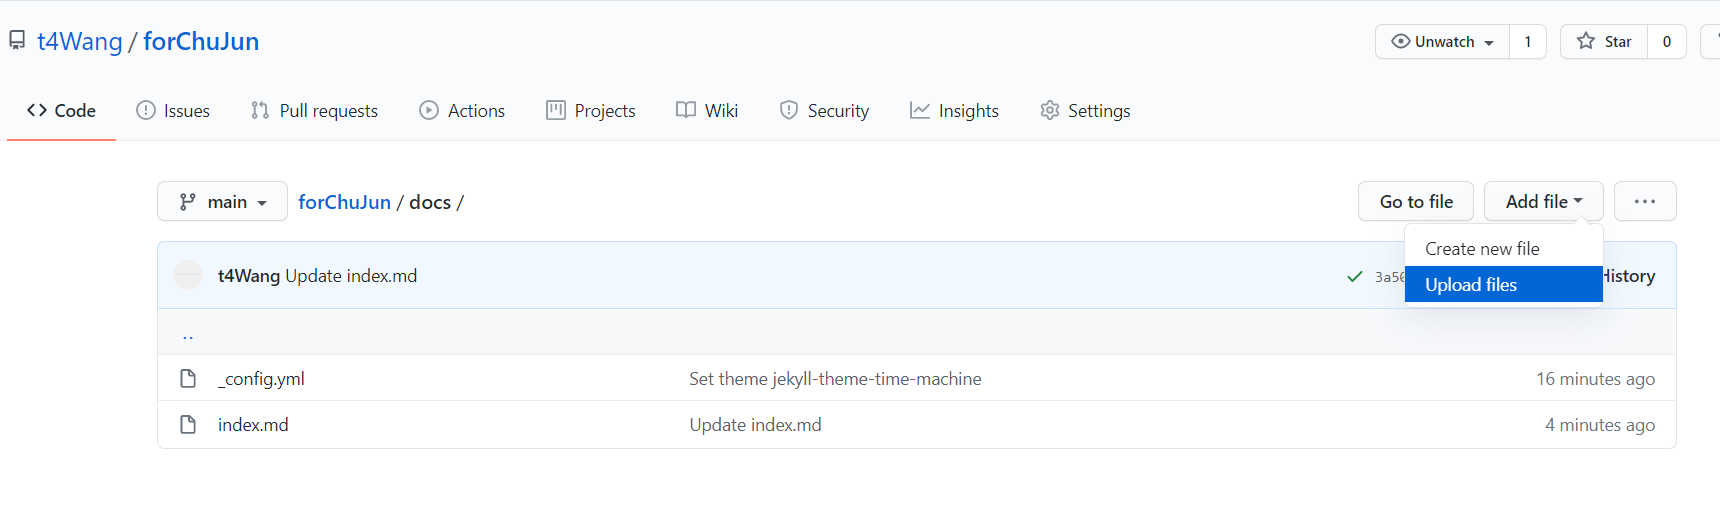 t4Wang / forChuJun
Unwatch 1 Star 0
Code Issues Pull requests Actions Projects Wiki Security Insights Settings
main forChuJun / docs / Go to file Add file ...
Create new file
t4Wang Update index.md
Upload files
..
_config.yml Set theme jekyll-theme-time-machine 16 minutes ago
index.md Update index.md 4 minutes ago